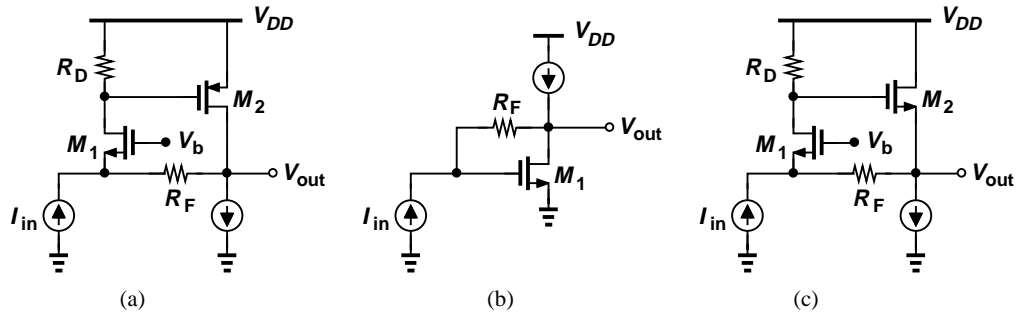 V_DD
R_D
M_2
M_1
V_b
R_F
V_out
I_in
(a)
V_DD
R_F
V_out
M_1
I_in
(b)
V_DD
R_D
M_2
M_1
V_b
R_F
V_out
I_in
(c)